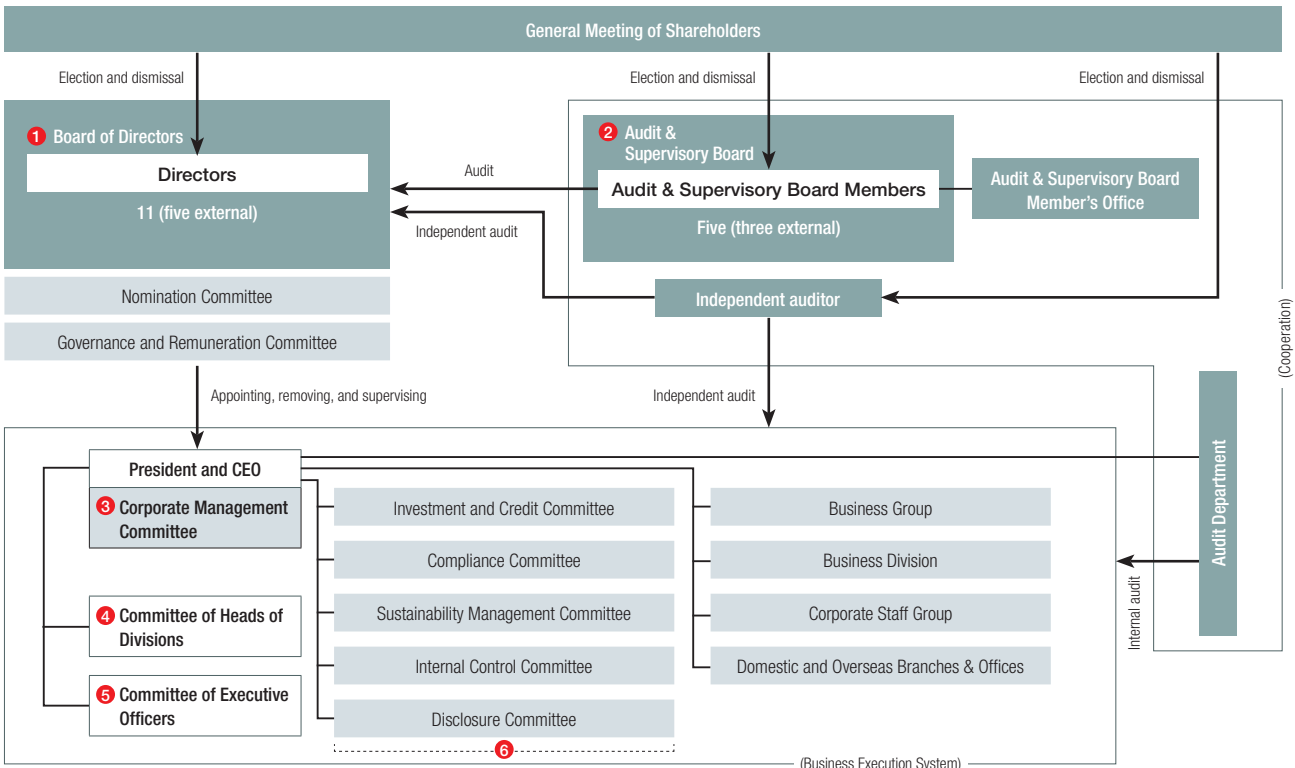 General Meeting of Shareholders
Election and dismissal
Election and dismissal
Election and dismissal
1 Board of Directors
Directors
11 (five external)
2 Audit &
Supervisory Board
Audit & Supervisory Board Members
Five (three external)
Audit & Supervisory Board
Member's Office
Audit
Independent audit
Independent auditor
Nomination Committee
Governance and Remuneration Committee
(Cooperation)
Appointing, removing, and supervising
Independent audit
President and CEO
3 Corporate Management
Committee
4 Committee of Heads of
Divisions
5 Committee of Executive
Officers
Investment and Credit Committee
Compliance Committee
Sustainability Management Committee
Internal Control Committee
Disclosure Committee
6
Business Group
Business Division
Corporate Staff Group
Domestic and Overseas Branches & Offices
Internal audit
Audit Department
(Business Execution System)